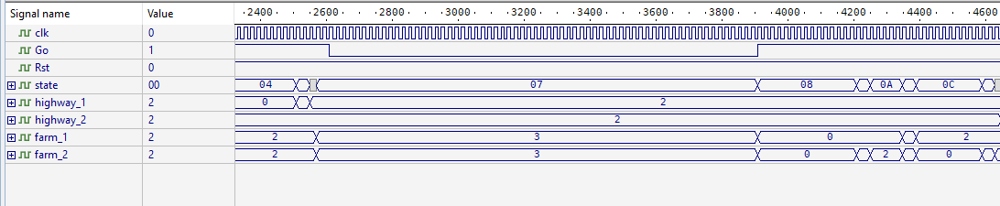 Signal name Value 2400 2600 2800 3000 3200 3400 3600 3800 4000 4200 4400 4600
clk 0
Go 1
Rst 0
state 00 04 07 08 0A 0C
highway_1 2 0 2
highway_2 2 2
farm_1 2 2 3 0 2
farm_2 2 2 3 0 2 0